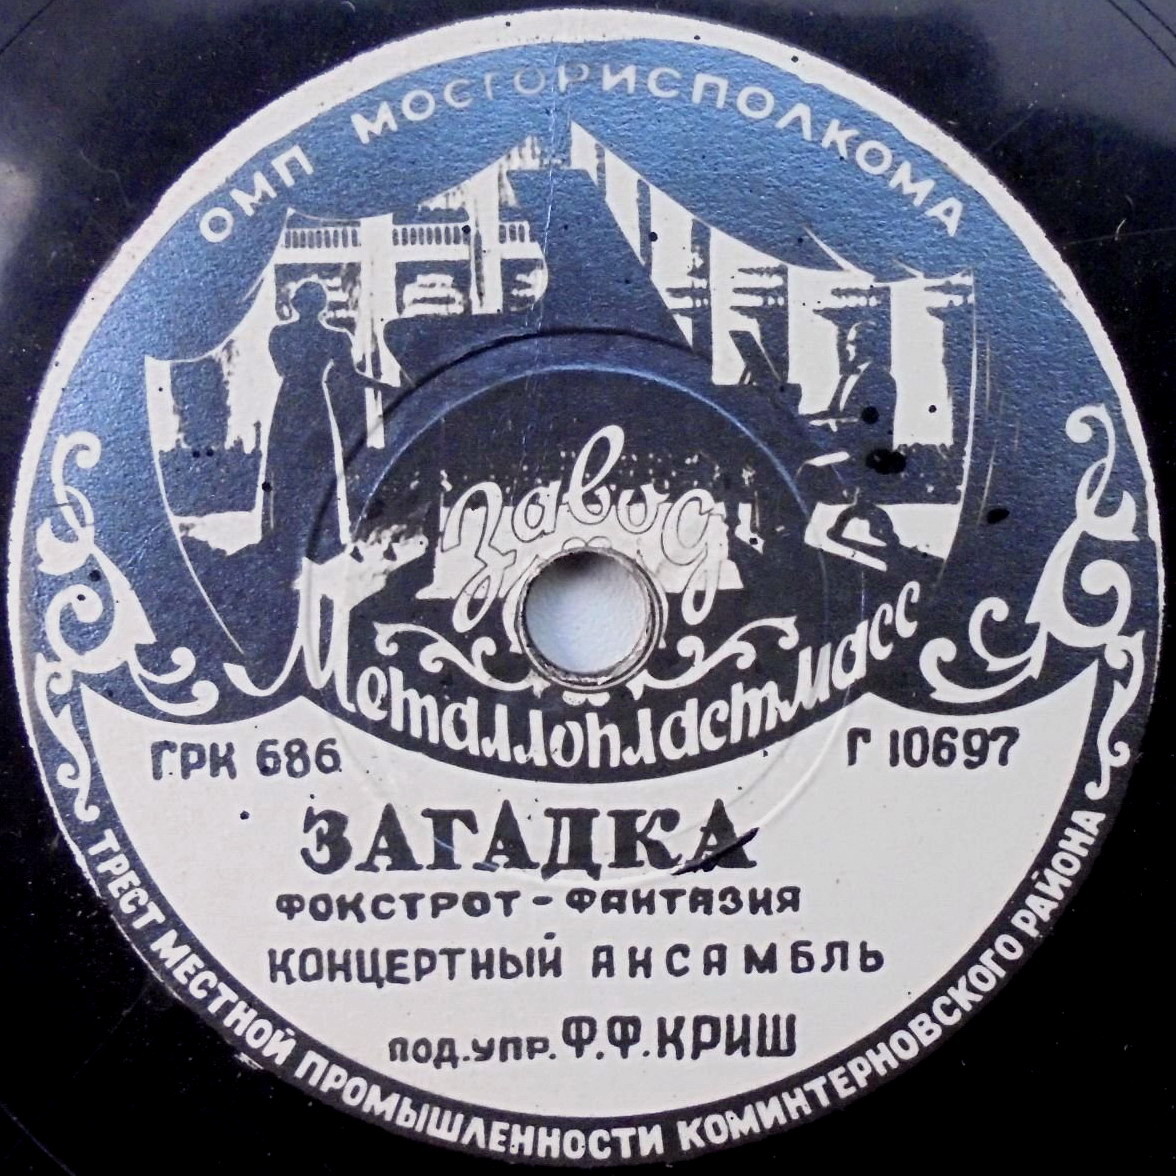 ОМП МОСГОРИСПОЛКОМА
Завод
Металлопластмасс
ГРК 686
Г 10697
ЗАГАДКА
ФОКСТРОТ - ФАНТАЗИЯ
КОНЦЕРТНЫЙ АНСАМБЛЬ
ПОД. УПР. Ф.Ф. КРИШ
ТРЕСТ МЕСТНОЙ ПРОМЫШЛЕННОСТИ КОМИНТЕРНОВСКОГО РАЙОНА